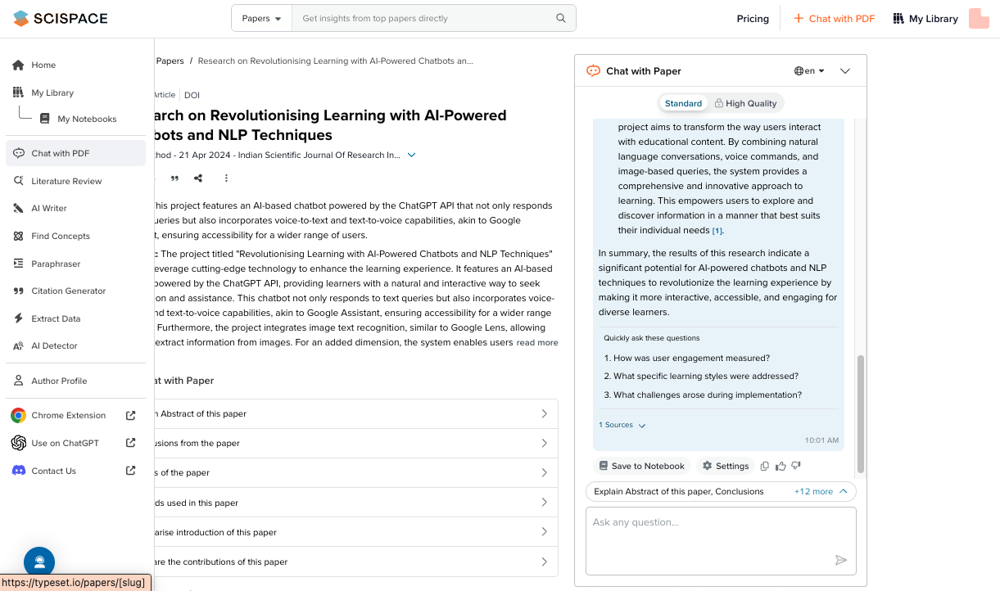 SCISPACE
Papers
Get insights from top papers directly
Pricing
Chat with PDF
My Library
Home
My Library
My Notebooks
Chat with PDF
Literature Review
AI Writer
Find Concepts
Paraphraser
Citation Generator
Extract Data
AI Detector
Author Profile
Chrome Extension
Use on ChatGPT
Contact Us
https://typeset.io/papers/[slug]
Papers / Research on Revolutionising Learning with AI-Powered Chatbots an...
Article DOI
arch on Revolutionising Learning with AI-Powered
bots and NLP Techniques
thod - 21 Apr 2024 - Indian Scientific Journal Of Research In...
his project features an AI-based chatbot powered by the ChatGPT API that not only responds
ueries but also incorporates voice-to-text and text-to-voice capabilities, akin to Google
t, ensuring accessibility for a wider range of users.
: The project titled "Revolutionising Learning with AI-Powered Chatbots and NLP Techniques"
everage cutting-edge technology to enhance the learning experience. It features an AI-based
powered by the ChatGPT API, providing learners with a natural and interactive way to seek
on and assistance. This chatbot not only responds to text queries but also incorporates voice-
nd text-to-voice capabilities, akin to Google Assistant, ensuring accessibility for a wider range
Furthermore, the project integrates image text recognition, similar to Google Lens, allowing
extract information from images. For an added dimension, the system enables users read more
at with Paper
n Abstract of this paper
usions from the paper
s of the paper
ds used in this paper
arise introduction of this paper
are the contributions of this paper
Chat with Paper
en
Standard
High Quality
project aims to transform the way users interact
with educational content. By combining natural
language conversations, voice commands, and
image-based queries, the system provides a
comprehensive and innovative approach to
learning. This empowers users to explore and
discover information in a manner that best suits
their individual needs [1].
In summary, the results of this research indicate a
significant potential for AI-powered chatbots and NLP
techniques to revolutionize the learning experience by
making it more interactive, accessible, and engaging for
diverse learners.
Quickly ask these questions
1. How was user engagement measured?
2. What specific learning styles were addressed?
3. What challenges arose during implementation?
1 Sources
10:01 AM
Save to Notebook
Settings
Explain Abstract of this paper, Conclusions +12 more
Ask any question...